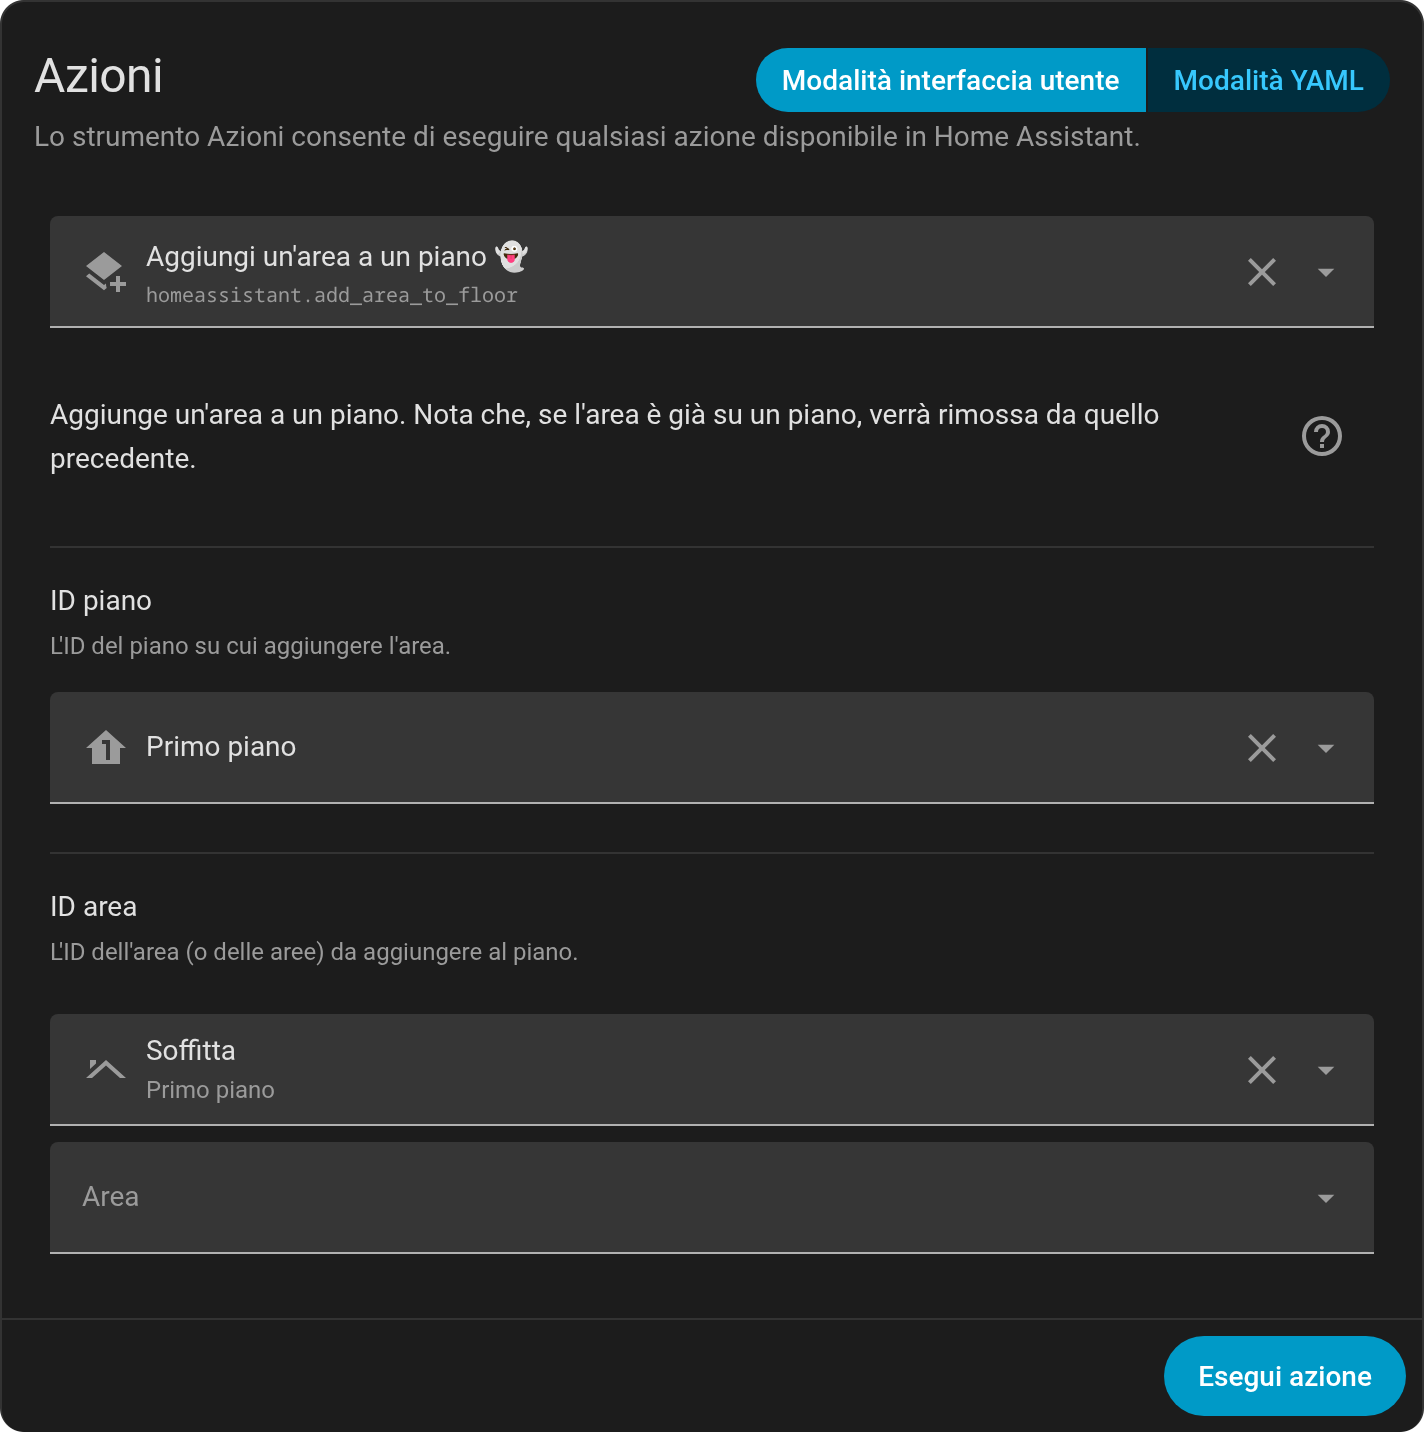 Azioni
Modalità interfaccia utente
Modalità YAML
Lo strumento Azioni consente di eseguire qualsiasi azione disponibile in Home Assistant.
Aggiungi un'area a un piano 👻
homeassistant.add_area_to_floor
Aggiunge un'area a un piano. Nota che, se l'area è già su un piano, verrà rimossa da quello
precedente.
ID piano
L'ID del piano su cui aggiungere l'area.
Primo piano
ID area
L'ID dell'area (o delle aree) da aggiungere al piano.
Soffitta
Primo piano
Area
Esegui azione